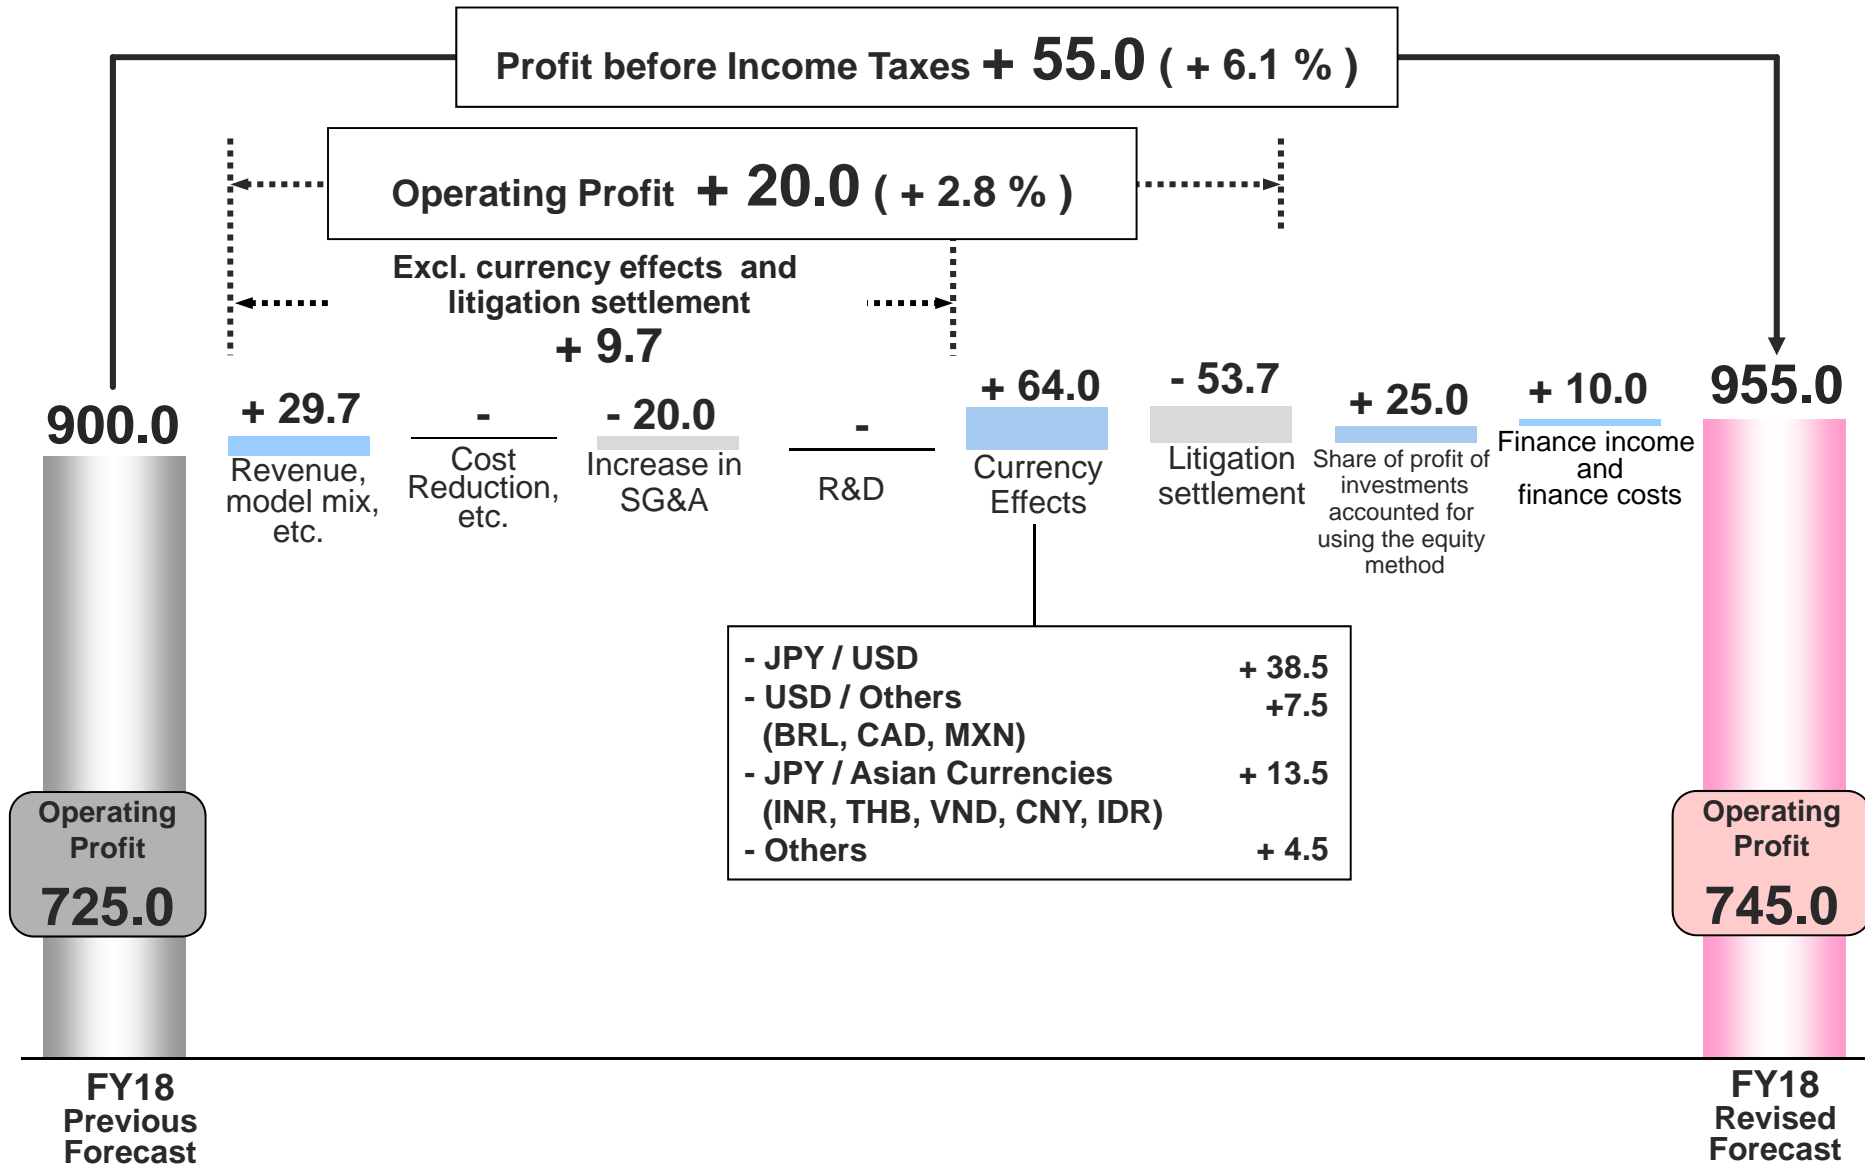 Profit before Income Taxes + 55.0 ( + 6.1 % )
Operating Profit + 20.0 ( + 2.8 % )
Excl. currency effects and
litigation settlement
+ 9.7
900.0
+ 29.7
Revenue,
model mix,
etc.
-
Cost
Reduction,
etc.
- 20.0
Increase in
SG&A
-
R&D
+ 64.0
Currency
Effects
- 53.7
Litigation
settlement
+ 25.0
Share of profit of
investments
accounted for
using the equity
method
+ 10.0
Finance income
and
finance costs
955.0
- JPY / USD + 38.5
- USD / Others +7.5
(BRL, CAD, MXN)
- JPY / Asian Currencies + 13.5
(INR, THB, VND, CNY, IDR)
- Others + 4.5
Operating
Profit
725.0
Operating
Profit
745.0
FY18
Previous
Forecast
FY18
Revised
Forecast